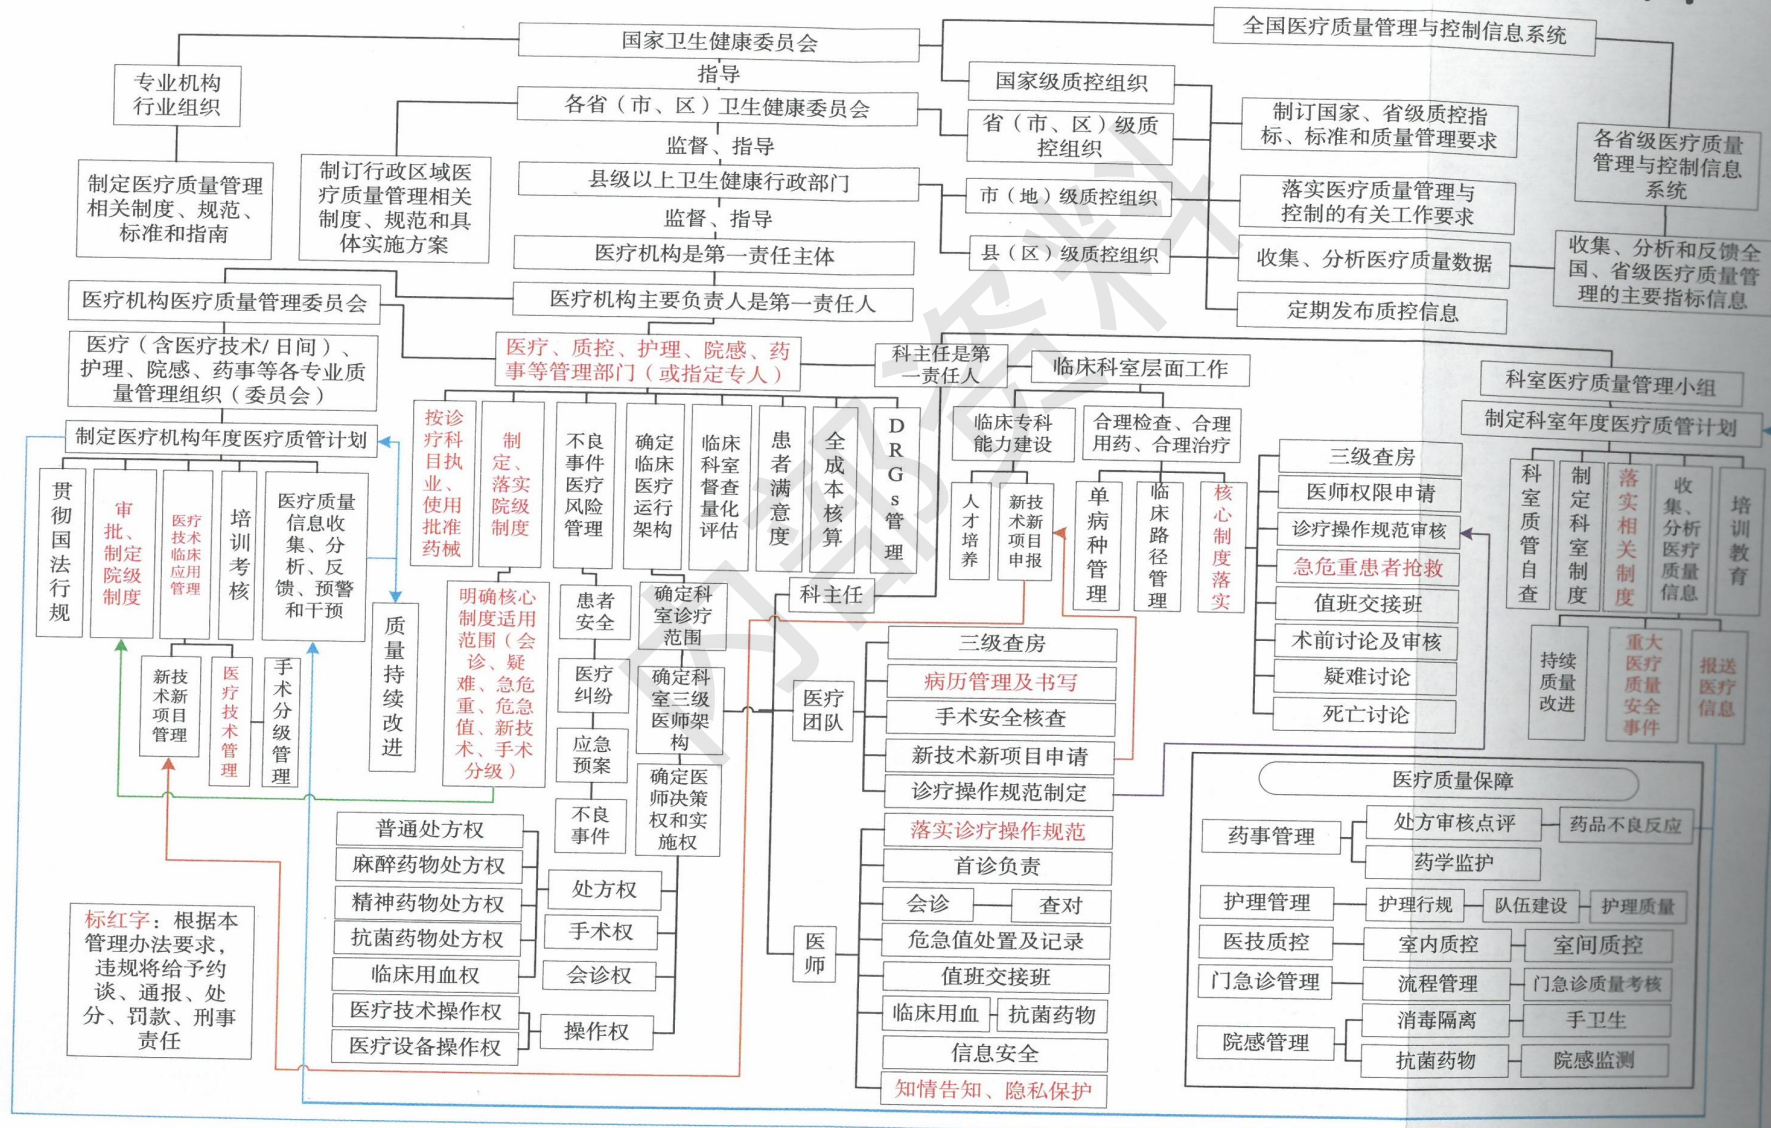 国家卫生健康委员会
全国医疗质量管理与控制信息系统
专业机构
行业组织
指导
国家级质控组织
各省（市、区）卫生健康委员会
省（市、区）级质
控组织
制订国家、省级质控指
标、标准和质量管理要求
各省级医疗质量
管理与控制信息
系统
监督、指导
制定医疗质量管理
相关制度、规范、
标准和指南
制订行政区域医
疗质量管理相关
制度、规范和具
体实施方案
县级以上卫生健康行政部门
市（地）级质控组织
落实医疗质量管理与
控制的有关工作要求
监督、指导
医疗机构是第一责任主体
县（区）级质控组织
收集、分析医疗质量数据
收集、分析和反馈全
国、省级医疗质量管
理的主要指标信息
医疗机构医疗质量管理委员会
医疗机构主要负责人是第一责任人
定期发布质控信息
医疗（含医疗技术/日间）、
护理、院感、药事等各专业质
量管理组织（委员会）
医疗、质控、护理、院感、药
事等管理部门（或指定专人）
科主任是第
一责任人
临床科室层面工作
科室医疗质量管理小组
制定医疗机构年度医疗质管计划
制定科室年度医疗质管计划
贯彻国法行规
审批、制定院级制度
医疗技术临床应用管理
培训考核
医疗质量
信息收
集、分
析、反
馈、预警
和干预
质量持续改进
新技
术新
项目
管理
医疗技术管理
手术分级管理
按诊
疗科
目执
业、
使用
批准
药械
制
定、
落实
院级
制度
不良
事件
医疗
风险
管理
确定
临床
医疗
运行
架构
临床
科室
督查
量化
评估
患者满意度
全成本核算
DRGs管理
临床专科
能力建设
合理检查、合理
用药、合理治疗
人才培养
新技
术新
项目
申报
单病种管理
临床路径管理
核心制度落实
三级查房
医师权限申请
诊疗操作规范审核
急危重患者抢救
值班交接班
术前讨论及审核
疑难讨论
死亡讨论
科室质管自查
制定科室制度
落实相关制度
收
集、
分析
医疗
质量
信息
培训教育
持续
质量
改进
重大
医疗
质量
安全
事件
报送
医疗
信息
明确核心
制度适用
范围（会
诊、疑
难、急危
重、危急
值、新技
术、手术
分级）
患者
安全
医疗
纠纷
应急
预案
不良
事件
确定科
室诊疗
范围
确定科
室三级
医师架
构
确定医
师决策
权和实
施权
科主任
医疗
团队
三级查房
病历管理及书写
手术安全核查
新技术新项目申请
诊疗操作规范制定
医师
落实诊疗操作规范
首诊负责
会诊
查对
危急值处置及记录
值班交接班
临床用血
抗菌药物
信息安全
知情告知、隐私保护
普通处方权
麻醉药物处方权
精神药物处方权
抗菌药物处方权
临床用血权
医疗技术操作权
医疗设备操作权
处方权
手术权
会诊权
操作权
标红字：根据本
管理办法要求，
违规将给予约
谈、通报、处
分、罚款、刑事
责任
医疗质量保障
药事管理
处方审核点评
药品不良反应
药学监护
护理管理
护理行规
队伍建设
护理质量
医技质控
室内质控
室间质控
门急诊管理
流程管理
门急诊质量考核
院感管理
消毒隔离
手卫生
抗菌药物
院感监测
内部资料